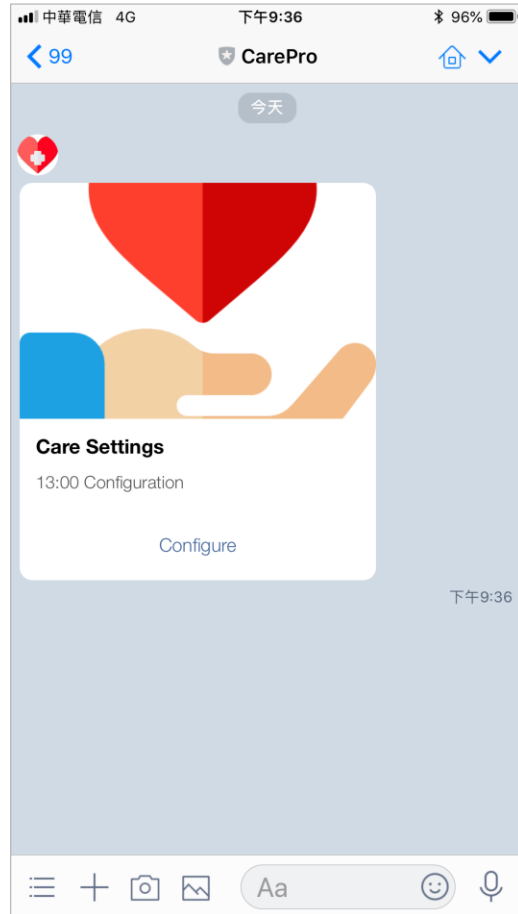 中華電信 4G 下午9:36 96%
99 CarePro
今天
Care Settings
13:00 Configuration
Configure
下午9:36
Aa